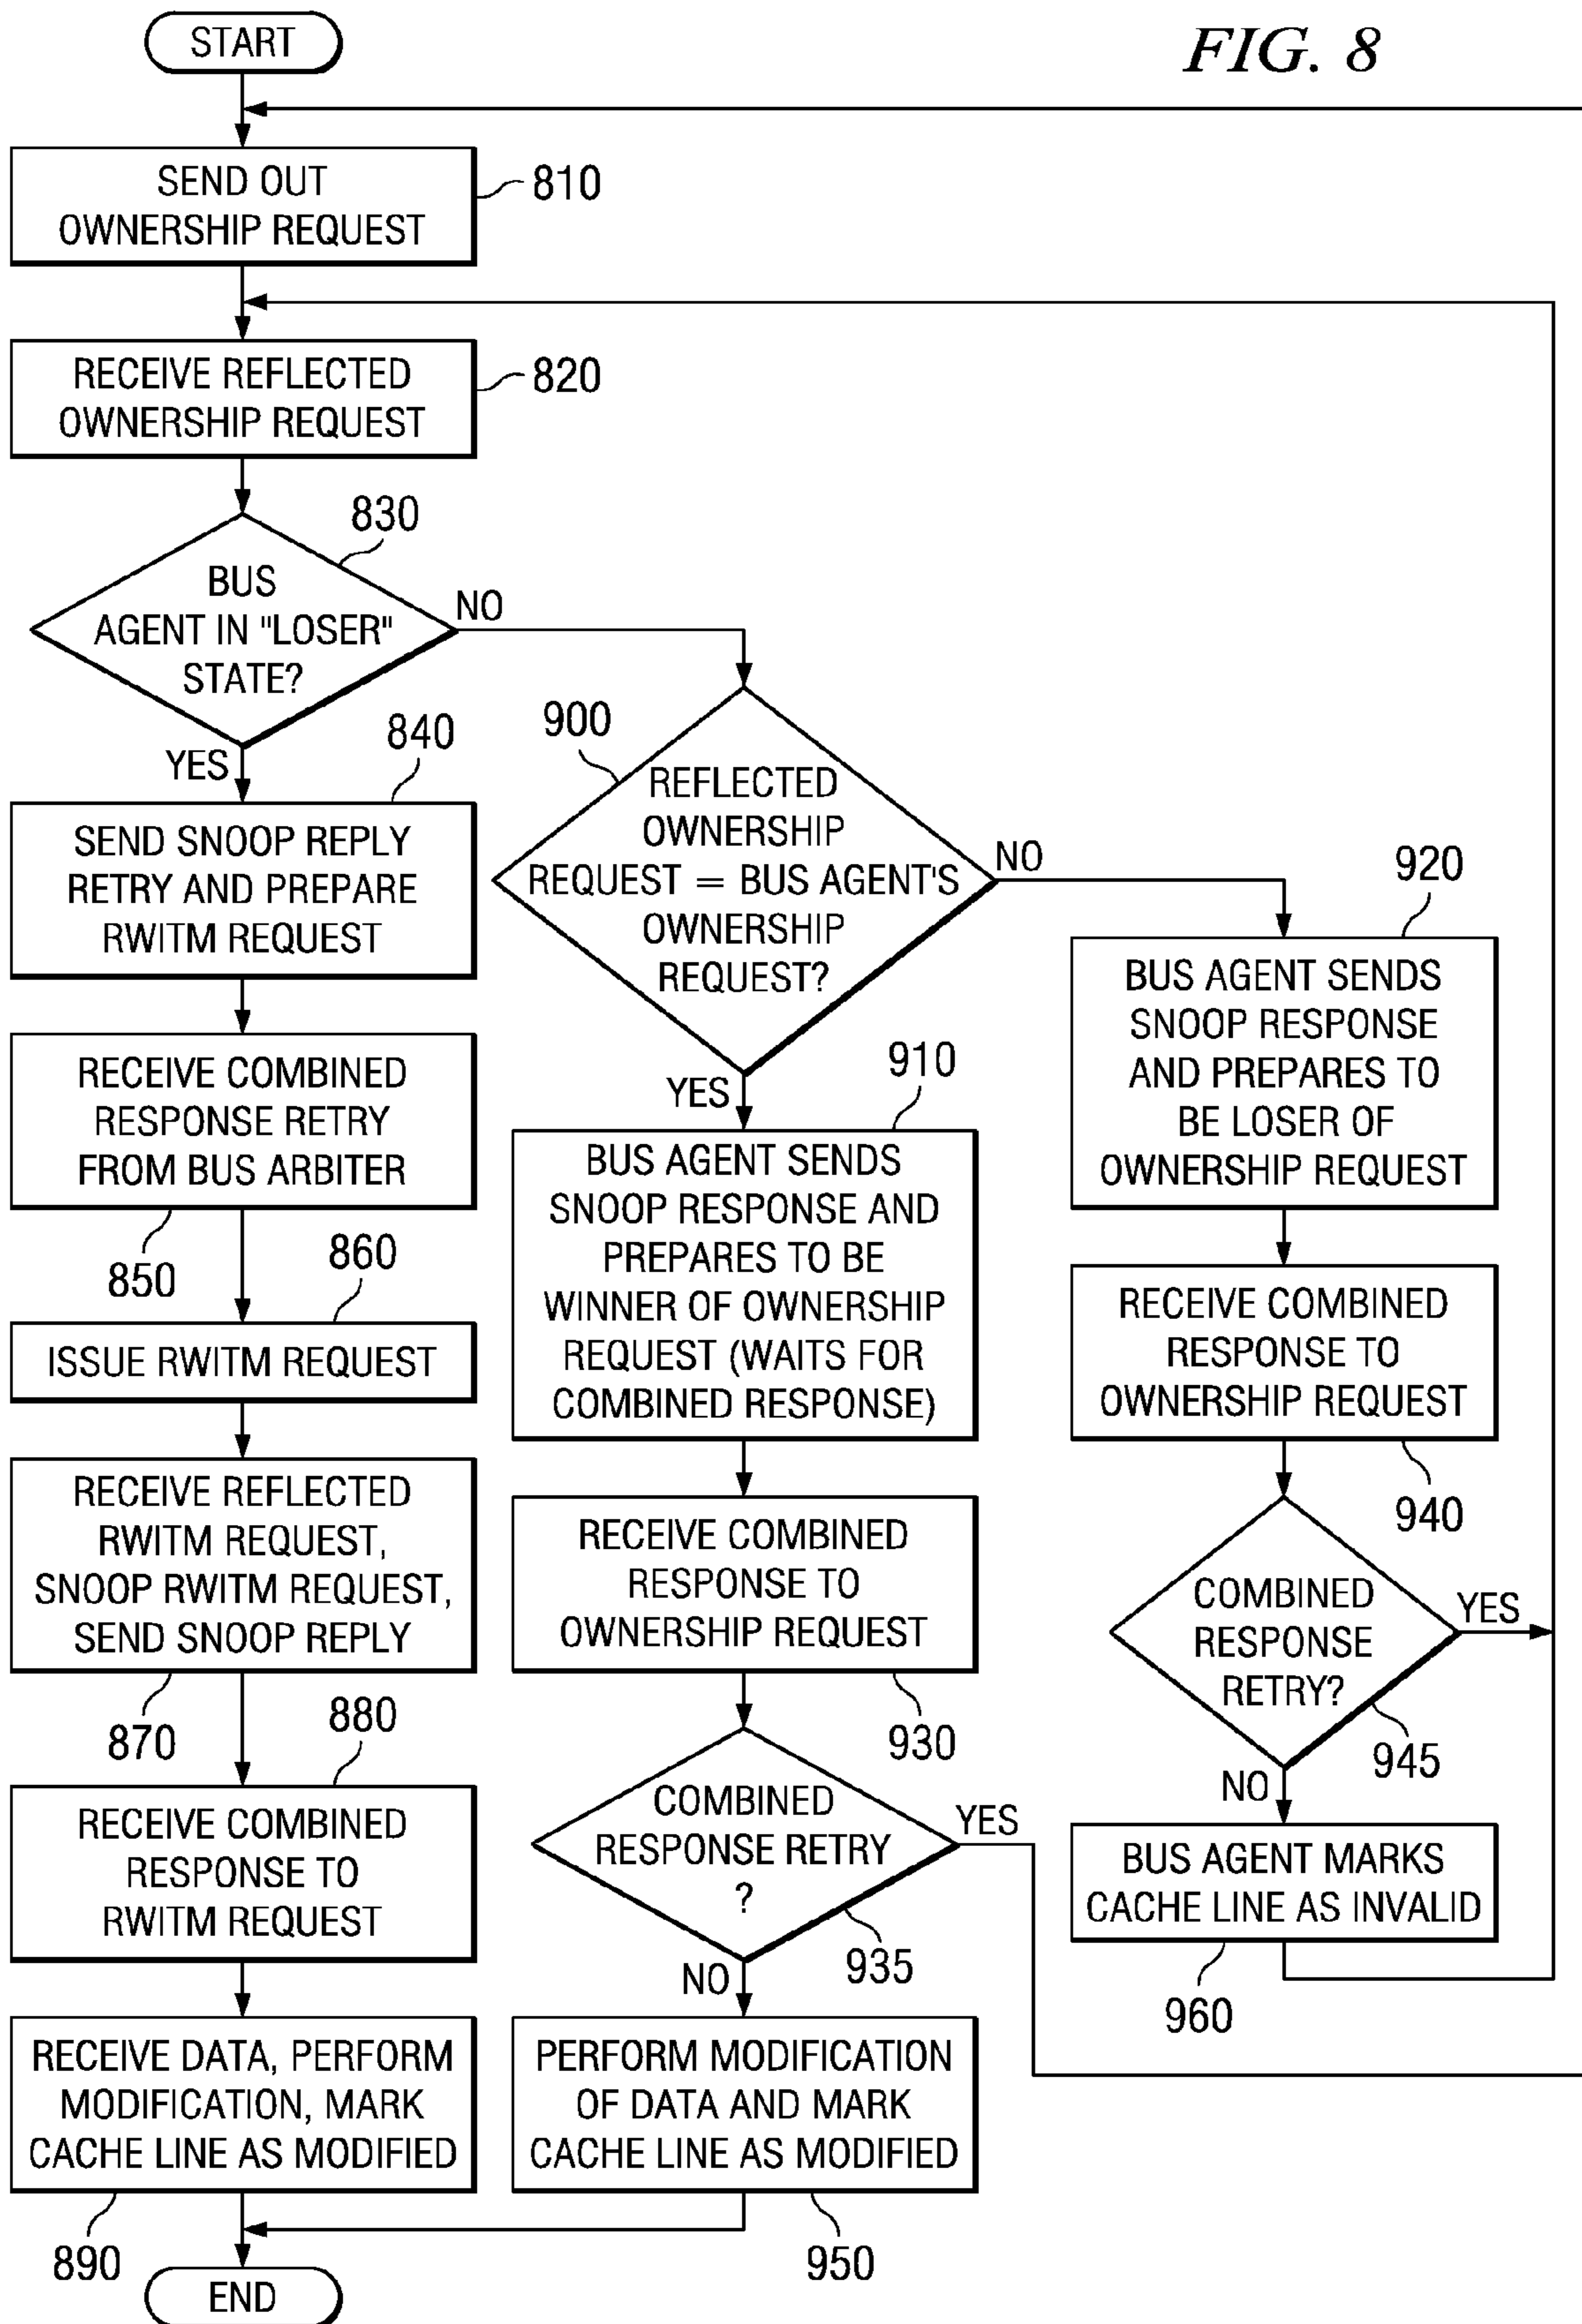 FIG. 8
START
SEND OUT
OWNERSHIP REQUEST
810
RECEIVE REFLECTED
OWNERSHIP REQUEST
820
830
BUS
AGENT IN "LOSER"
STATE?
NO
YES
840
SEND SNOOP REPLY
RETRY AND PREPARE
RWITM REQUEST
RECEIVE COMBINED
RESPONSE RETRY
FROM BUS ARBITER
850
860
ISSUE RWITM REQUEST
RECEIVE REFLECTED
RWITM REQUEST,
SNOOP RWITM REQUEST,
SEND SNOOP REPLY
870
880
RECEIVE COMBINED
RESPONSE TO
RWITM REQUEST
RECEIVE DATA, PERFORM
MODIFICATION, MARK
CACHE LINE AS MODIFIED
890
END
900
REFLECTED
OWNERSHIP
REQUEST = BUS AGENT'S
OWNERSHIP
REQUEST?
NO
YES
910
BUS AGENT SENDS
SNOOP RESPONSE AND
PREPARES TO BE
WINNER OF OWNERSHIP
REQUEST (WAITS FOR
COMBINED RESPONSE)
RECEIVE COMBINED
RESPONSE TO
OWNERSHIP REQUEST
930
COMBINED
RESPONSE RETRY
?
YES
935
NO
PERFORM MODIFICATION
OF DATA AND MARK
CACHE LINE AS MODIFIED
950
920
BUS AGENT SENDS
SNOOP RESPONSE
AND PREPARES TO
BE LOSER OF
OWNERSHIP REQUEST
RECEIVE COMBINED
RESPONSE TO
OWNERSHIP REQUEST
940
COMBINED
RESPONSE
RETRY?
YES
945
NO
BUS AGENT MARKS
CACHE LINE AS INVALID
960